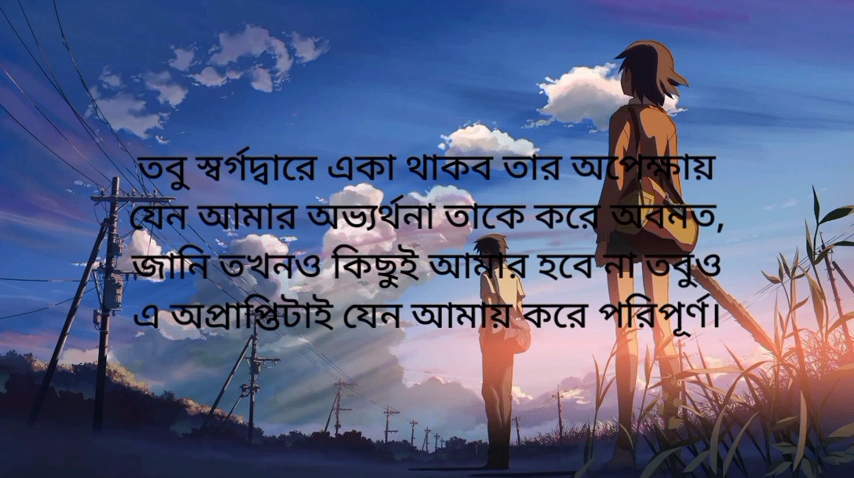 তবু স্বর্গদ্বারে একা থাকব তার অপেক্ষায়
যেন আমার অভ্যর্থনা তাকে করে অবনত,
জানি তখনও কিছুই আমার হবে না তবুও
এ অপ্রাপ্তিটাই যেন আমায় করে পরিপূর্ণ।